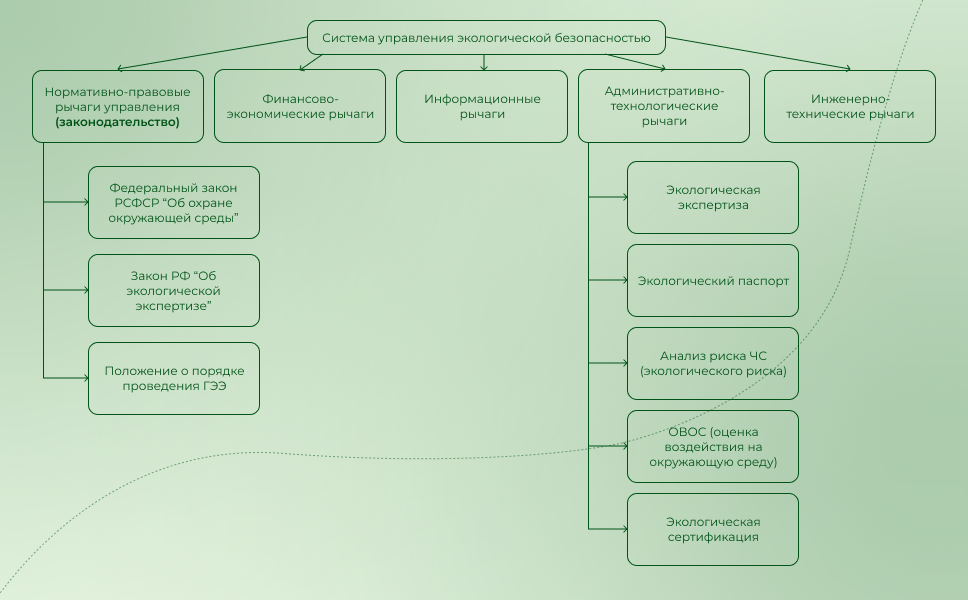 Система управления экологической безопасностью
Нормативно-правовые
рычаги управления
(законодательство)
Финансово-
экономические рычаги
Информационные
рычаги
Административно-
технологические
рычаги
Инженерно-
технические рычаги
Федеральный закон
РСФСР “Об охране
окружающей среды”
Закон РФ “Об
экологической
экспертизе”
Положение о порядке
проведения ГЭЭ
Экологическая
экспертиза
Экологический паспорт
Анализ риска ЧС
(экологического риска)
ОВОС (оценка
воздействия на
окружающую среду)
Экологическая
сертификация